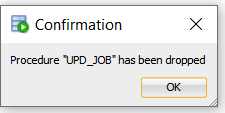 Confirmation
Procedure "UPD_JOB" has been dropped
OK